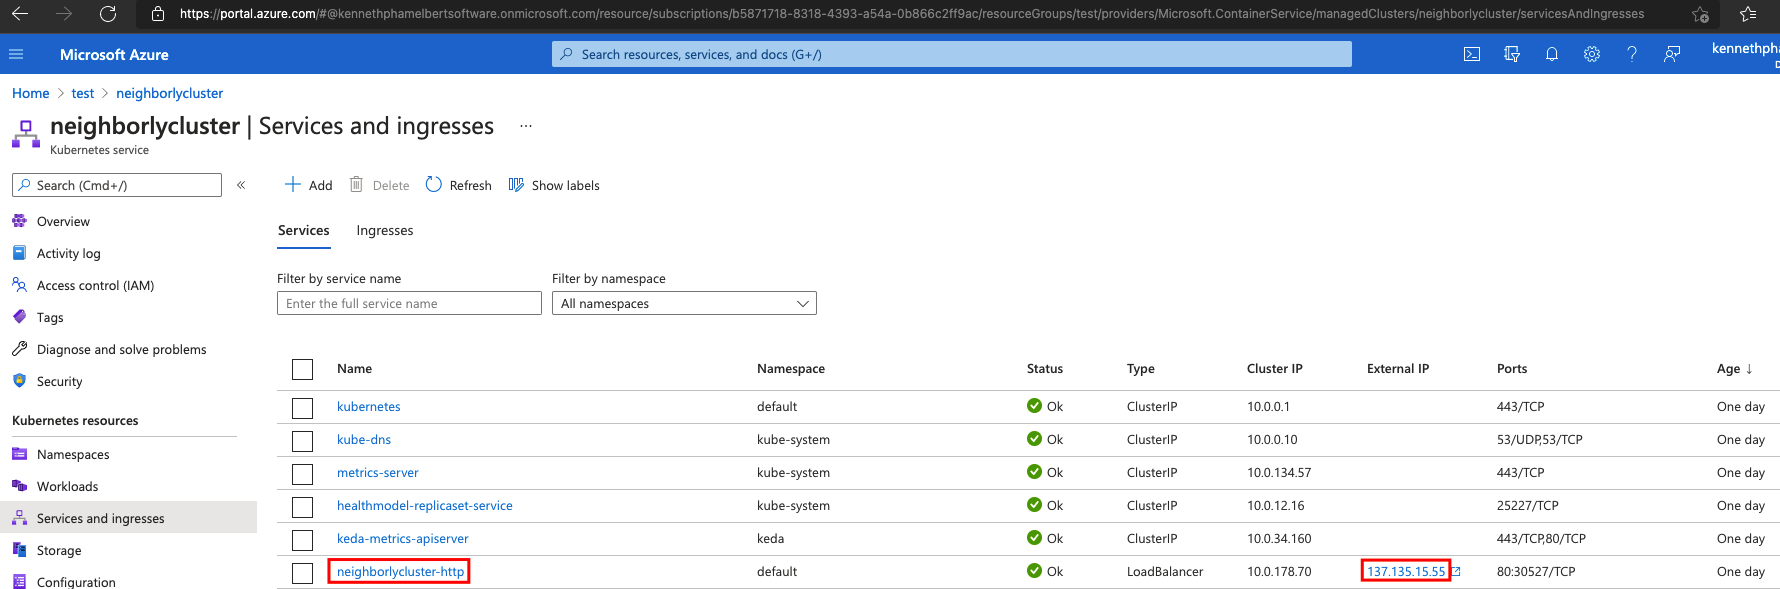 https://portal.azure.com/#@kennethphamelbertsoftware.onmicrosoft.com/resource/subscriptions/b5871718-8318-4393-a54a-0b866c2ff9ac/resourceGroups/test/providers/Microsoft.ContainerService/managedClusters/neighborlycluster/servicesAndIngresses
Microsoft Azure
Search resources, services, and docs (G+/)
kennethpha
Home > test > neighborlycluster
neighborlycluster | Services and ingresses ...
Kubernetes service
Search (Cmd+/) «
Add Delete Refresh Show labels
Overview
Activity log
Access control (IAM)
Tags
Diagnose and solve problems
Security
Kubernetes resources
Namespaces
Workloads
Services and ingresses
Storage
Configuration
Services Ingresses
Filter by service name Filter by namespace
Enter the full service name All namespaces
Name Namespace Status Type Cluster IP External IP Ports Age ↓
kubernetes default Ok ClusterIP 10.0.0.1 443/TCP One day
kube-dns kube-system Ok ClusterIP 10.0.0.10 53/UDP,53/TCP One day
metrics-server kube-system Ok ClusterIP 10.0.134.57 443/TCP One day
healthmodel-replicaset-service kube-system Ok ClusterIP 10.0.12.16 25227/TCP One day
keda-metrics-apiserver keda Ok ClusterIP 10.0.34.160 443/TCP,80/TCP One day
neighborlycluster-http default Ok LoadBalancer 10.0.178.70 137.135.15.55 80:30527/TCP One day